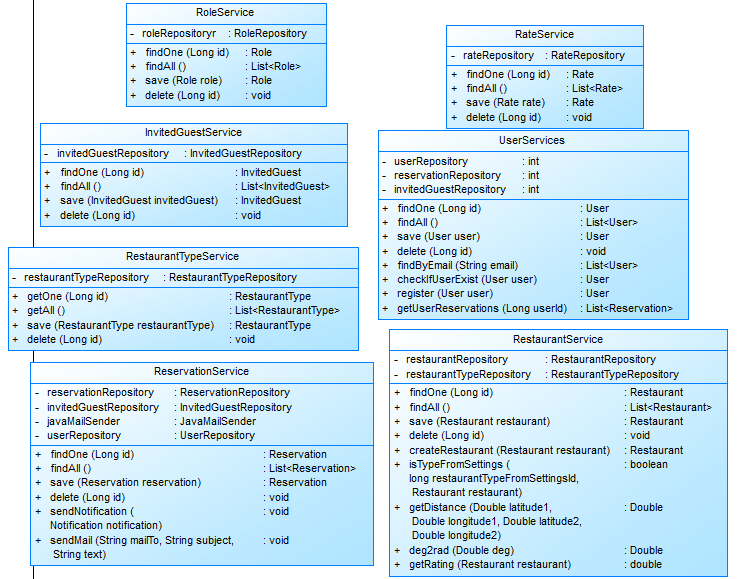 RoleService
- roleRepositoryr : RoleRepository
+ findOne (Long id) : Role
+ findAll () : List<Role>
+ save (Role role) : Role
+ delete (Long id) : void
RateService
- rateRepository : RateRepository
+ findOne (Long id) : Rate
+ findAll () : List<Rate>
+ save (Rate rate) : Rate
+ delete (Long id) : void
InvitedGuestService
- invitedGuestRepository : InvitedGuestRepository
+ findOne (Long id) : InvitedGuest
+ findAll () : List<InvitedGuest>
+ save (InvitedGuest invitedGuest) : InvitedGuest
+ delete (Long id) : void
UserServices
- userRepository : int
- reservationRepository : int
- invitedGuestRepository : int
+ findOne (Long id) : User
+ findAll () : List<User>
+ save (User user) : User
+ delete (Long id) : void
+ findByEmail (String email) : List<User>
+ checkIfUserExist (User user) : User
+ register (User user) : User
+ getUserReservations (Long userId) : List<Reservation>
RestaurantTypeService
- restaurantTypeRepository : RestaurantTypeRepository
+ getOne (Long id) : RestaurantType
+ getAll () : List<RestaurantType>
+ save (RestaurantType restaurantType) : RestaurantType
+ delete (Long id) : void
RestaurantService
- restaurantRepository : RestaurantRepository
- restaurantTypeRepository : RestaurantTypeRepository
+ findOne (Long id) : Restaurant
+ findAll () : List<Restaurant>
+ save (Restaurant restaurant) : Restaurant
+ delete (Long id) : void
+ createRestaurant (Restaurant restaurant) : Restaurant
+ isTypeFromSettings ( : boolean
long restaurantTypeFromSettingsId,
Restaurant restaurant)
+ getDistance (Double latitude1, : Double
Double longitude1, Double latitude2,
Double longitude2)
+ deg2rad (Double deg) : Double
+ getRating (Restaurant restaurant) : double
ReservationService
- reservationRepository : ReservationRepository
- invitedGuestRepository : InvitedGuestRepository
- javaMailSender : JavaMailSender
- userRepository : UserRepository
+ findOne (Long id) : Reservation
+ findAll () : List<Reservation>
+ save (Reservation reservation) : Reservation
+ delete (Long id) : void
+ sendNotification ( : void
Notification notification)
+ sendMail (String mailTo, String subject, : void
String text)